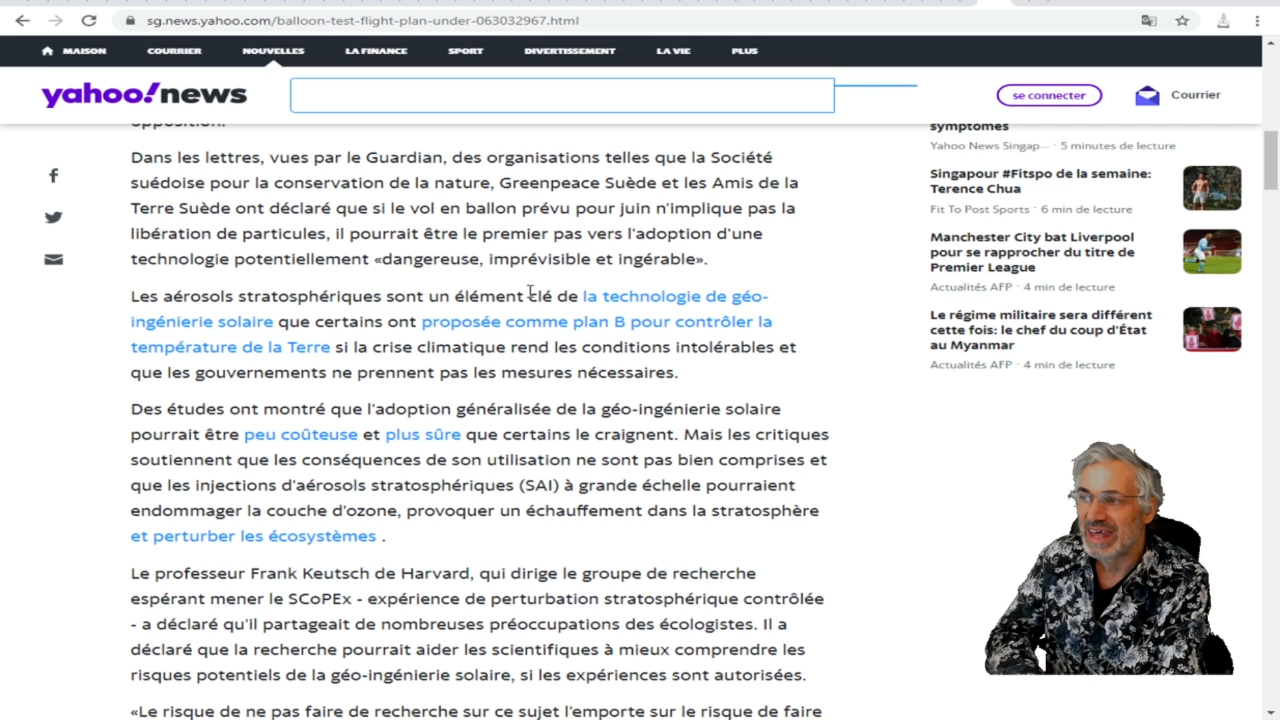 sg.news.yahoo.com/balloon-test-flight-plan-under-063032967.html
MAISON COURRIER NOUVELLES LA FINANCE SPORT DIVERTISSEMENT LA VIE PLUS
yahoo!news
se connecter
Courrier
opposition.
Dans les lettres, vues par le Guardian, des organisations telles que la Société
suédoise pour la conservation de la nature, Greenpeace Suède et les Amis de la
Terre Suède ont déclaré que si le vol en ballon prévu pour juin n'implique pas la
libération de particules, il pourrait être le premier pas vers l'adoption d'une
technologie potentiellement «dangereuse, imprévisible et ingérable».
Les aérosols stratosphériques sont un élément clé de la technologie de géo-
ingénierie solaire que certains ont proposée comme plan B pour contrôler la
température de la Terre si la crise climatique rend les conditions intolérables et
que les gouvernements ne prennent pas les mesures nécessaires.
Des études ont montré que l'adoption généralisée de la géo-ingénierie solaire
pourrait être peu coûteuse et plus sûre que certains le craignent. Mais les critiques
soutiennent que les conséquences de son utilisation ne sont pas bien comprises et
que les injections d'aérosols stratosphériques (SAI) à grande échelle pourraient
endommager la couche d'ozone, provoquer un échauffement dans la stratosphère
et perturber les écosystèmes .
Le professeur Frank Keutsch de Harvard, qui dirige le groupe de recherche
espérant mener le SCoPEx - expérience de perturbation stratosphérique contrôlée
- a déclaré qu'il partageait de nombreuses préoccupations des écologistes. Il a
déclaré que la recherche pourrait aider les scientifiques à mieux comprendre les
risques potentiels de la géo-ingénierie solaire, si les expériences sont autorisées.
«Le risque de ne pas faire de recherche sur ce sujet l'emporte sur le risque de faire
symptômes
Yahoo News Singap··· · 5 minutes de lecture
Singapour #Fitspo de la semaine:
Terence Chua
Fit To Post Sports · 6 min de lecture
Manchester City bat Liverpool
pour se rapprocher du titre de
Premier League
Actualités AFP · 4 min de lecture
Le régime militaire sera différent
cette fois: le chef du coup d'État
au Myanmar
Actualités AFP · 4 min de lecture